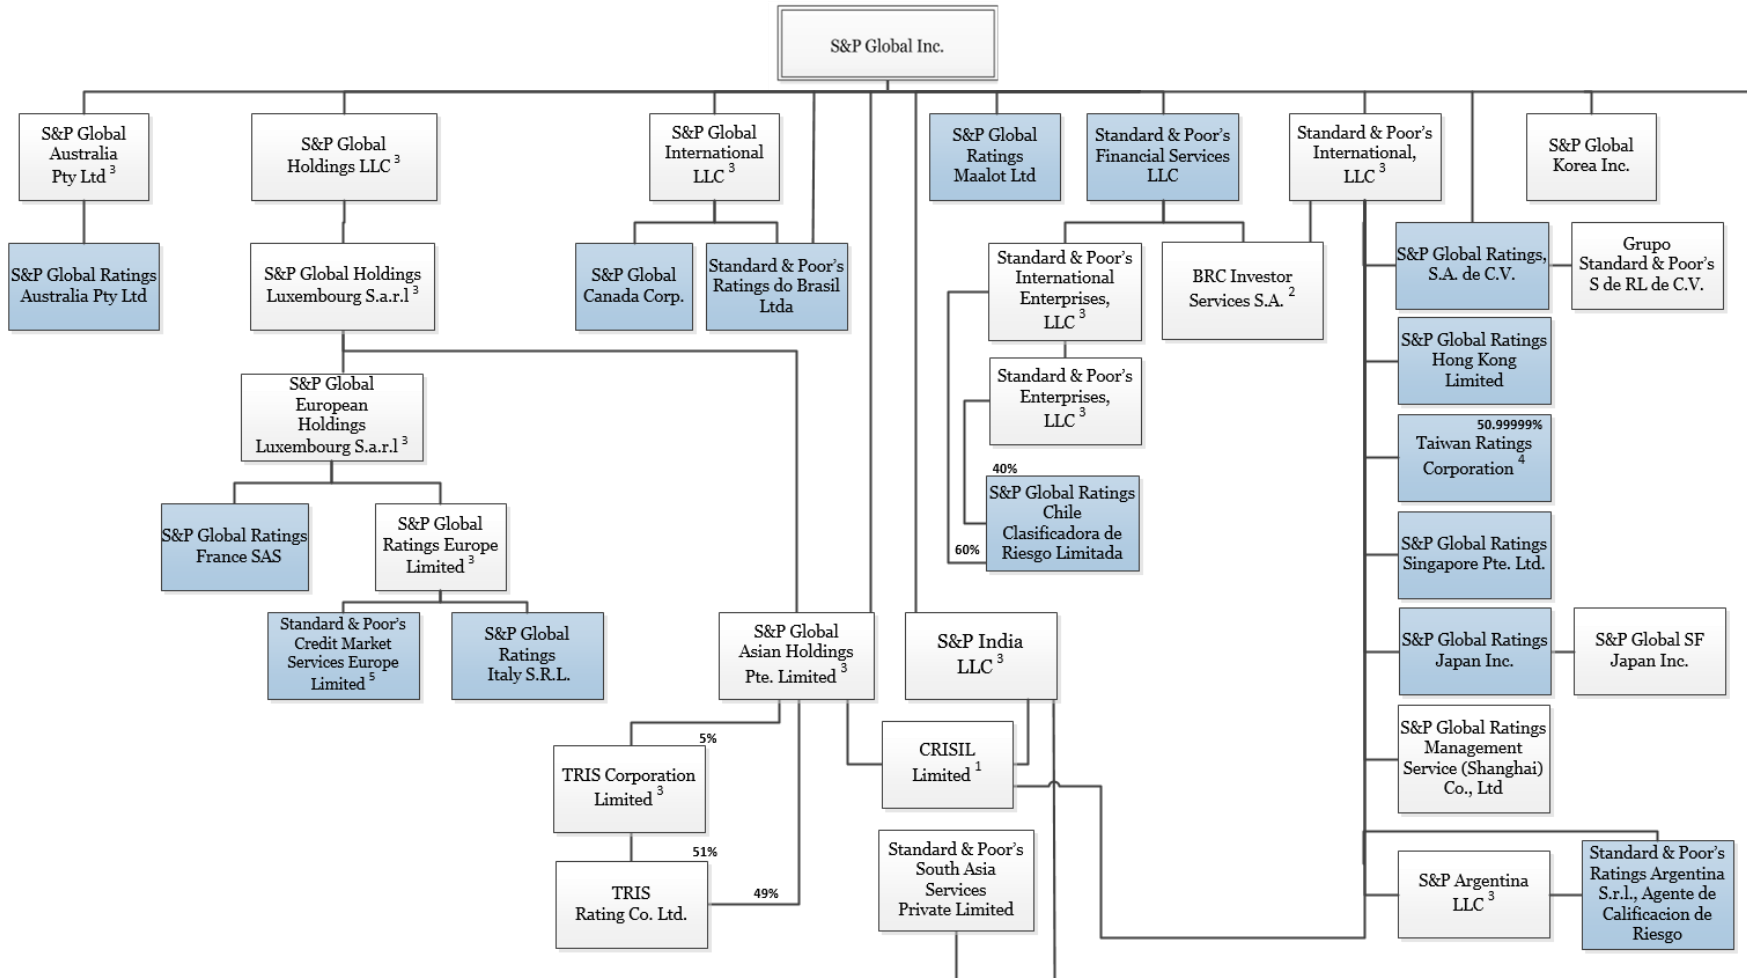 S&P Global Inc.
S&P Global
Australia
Pty Ltd 3
S&P Global
Holdings LLC 3
S&P Global
International
LLC 3
S&P Global
Ratings
Maalot Ltd
Standard & Poor's
Financial Services
LLC
Standard & Poor's
International,
LLC 3
S&P Global
Korea Inc.
S&P Global Ratings
Australia Pty Ltd
S&P Global Holdings
Luxembourg S.a.r.l 3
S&P Global
Canada Corp.
Standard & Poor's
Ratings do Brasil
Ltda
Standard & Poor's
International
Enterprises,
LLC 3
BRC Investor
Services S.A. 2
S&P Global Ratings,
S.A. de C.V.
Grupo
Standard & Poor's
S de RL de C.V.
S&P Global Ratings
Hong Kong
Limited
S&P Global
European
Holdings
Luxembourg S.a.r.l 3
Standard & Poor's
Enterprises,
LLC 3
50.99999%
Taiwan Ratings
Corporation 4
40%
S&P Global Ratings
Chile
Clasificadora de
Riesgo Limitada
60%
S&P Global Ratings
France SAS
S&P Global
Ratings Europe
Limited 3
S&P Global Ratings
Singapore Pte. Ltd.
Standard & Poor's
Credit Market
Services Europe
Limited 5
S&P Global
Ratings
Italy S.R.L.
S&P Global
Asian Holdings
Pte. Limited 3
S&P India
LLC 3
S&P Global Ratings
Japan Inc.
S&P Global SF
Japan Inc.
5%
TRIS Corporation
Limited 3
CRISIL
Limited 1
S&P Global Ratings
Management
Service (Shanghai)
Co., Ltd
51%
TRIS
Rating Co. Ltd.
49%
Standard & Poor's
South Asia
Services
Private Limited
S&P Argentina
LLC 3
Standard & Poor's
Ratings Argentina
S.r.l., Agente de
Calificacion de
Riesgo